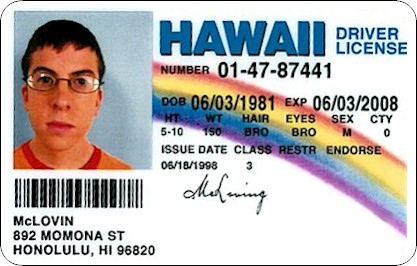 HAWAII DRIVER LICENSE
NUMBER 01-47-87441
DOB 06/03/1981 EXP 06/03/2008
HT WT HAIR EYES SEX CTY
5-10 150 BRO BRO M 0
ISSUE DATE CLASS RESTR ENDORSE
06/18/1998 3
McLOVIN
892 MOMONA ST
HONOLULU, HI 96820